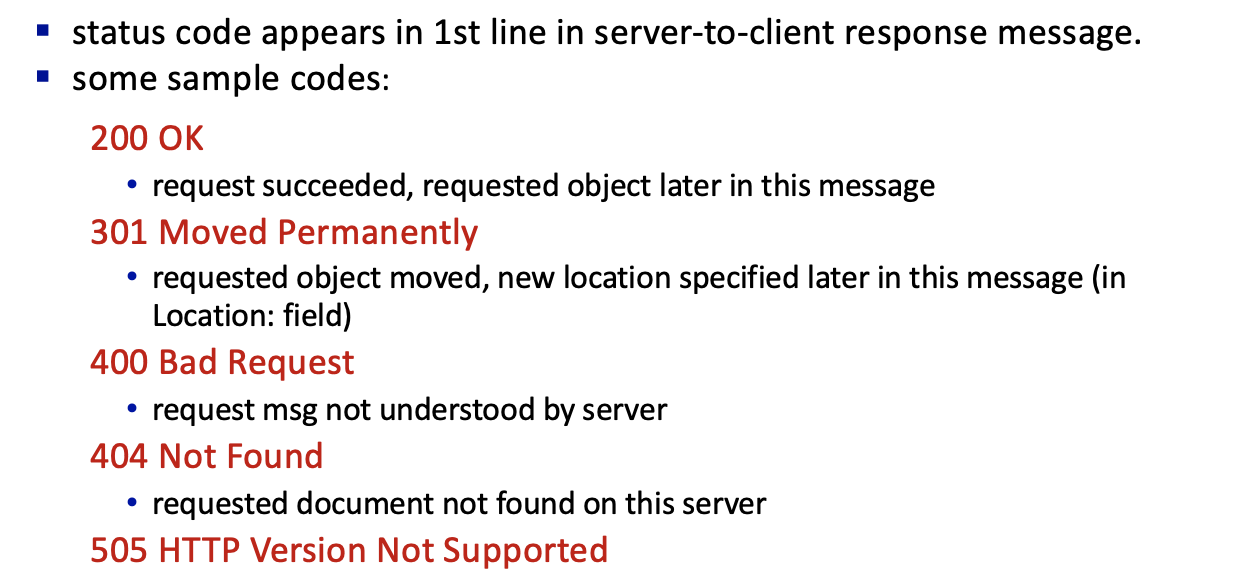 ▪ status code appears in 1st line in server-to-client response message.
▪ some sample codes:
200 OK
• request succeeded, requested object later in this message
301 Moved Permanently
• requested object moved, new location specified later in this message (in
Location: field)
400 Bad Request
• request msg not understood by server
404 Not Found
• requested document not found on this server
505 HTTP Version Not Supported